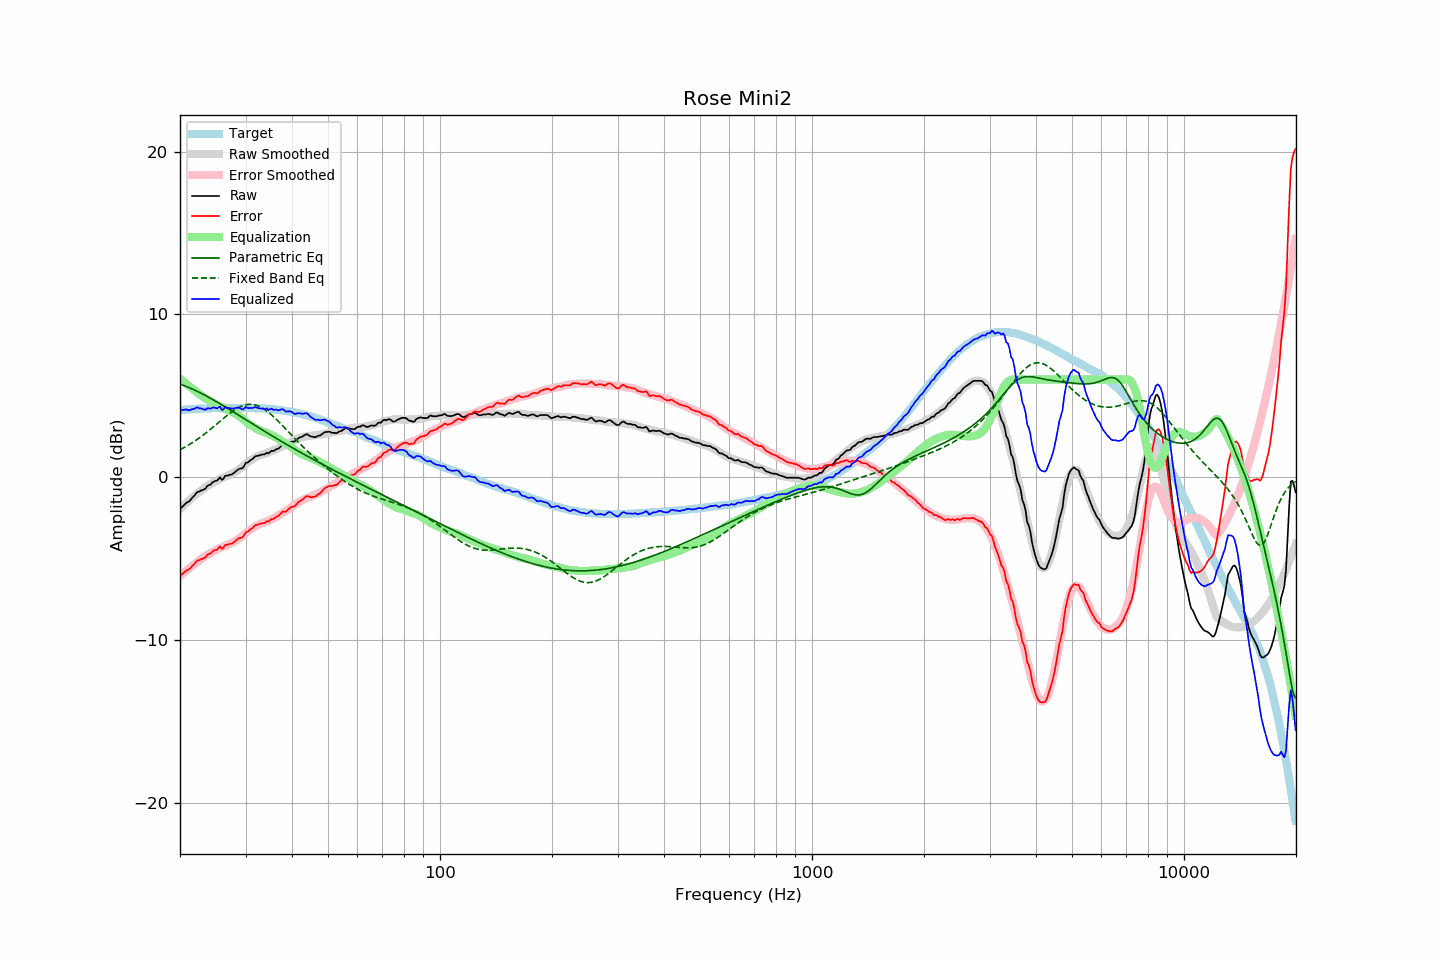 Rose Mini2
Target
Raw Smoothed
Error Smoothed
Raw
Error
Equalization
Parametric Eq
Fixed Band Eq
Equalized
Amplitude (dBr)
20
10
0
−10
−20
100
1000
10000
Frequency (Hz)